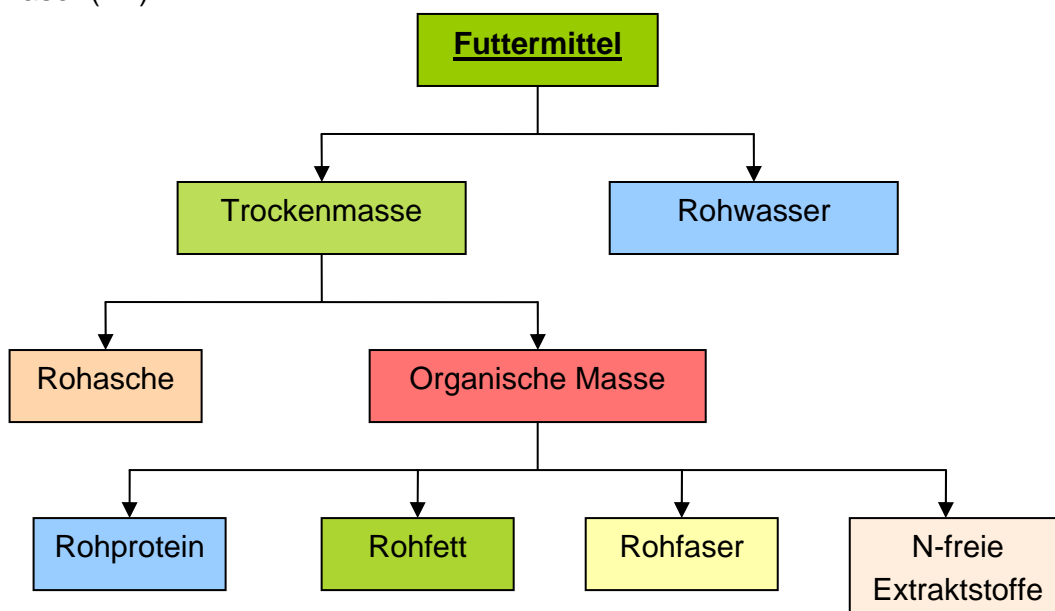 Futtermittel
Trockenmasse
Rohwasser
Rohasche
Organische Masse
Rohprotein
Rohfett
Rohfaser
N-freie
Extraktstoffe